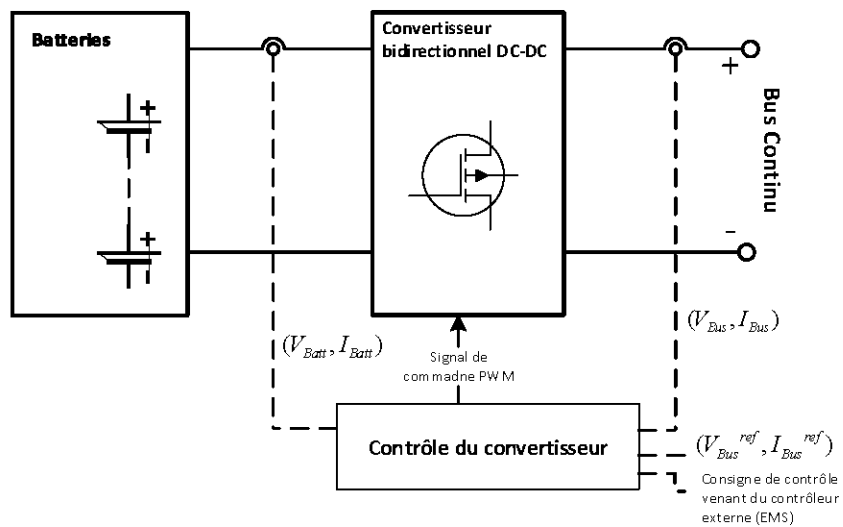 Batteries
Convertisseur
bidirectionnel DC-DC
+
-
+
-
+
-
Bus Continu
(V_Batt, I_Batt)
Signal de
commadne PWM
(V_Bus, I_Bus)
Contrôle du convertisseur
(V_Bus^ref, I_Bus^ref)
Consigne de contrôle
venant du contrôleur
externe (EMS)